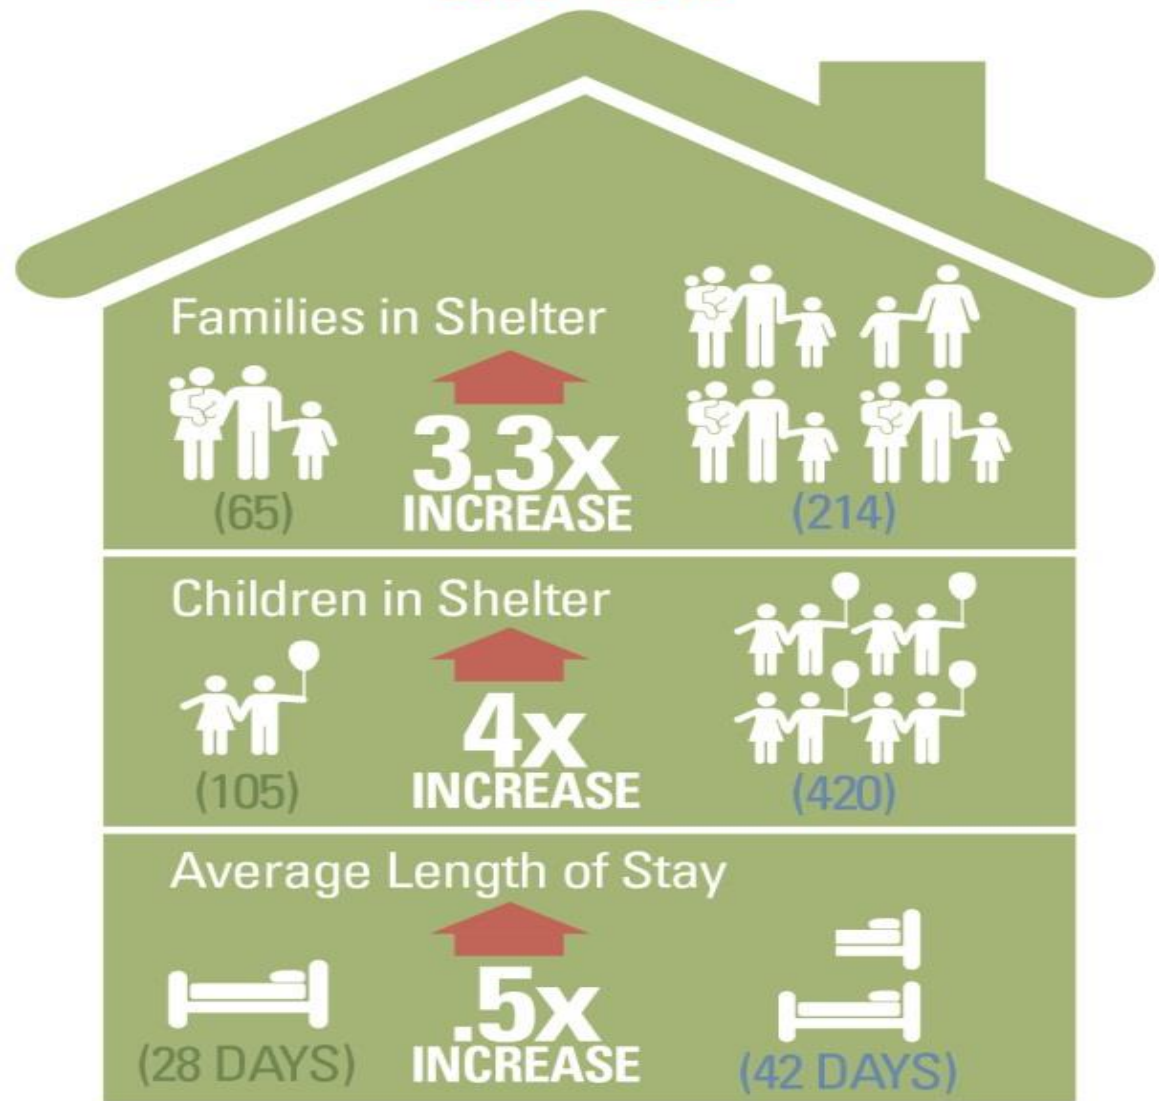 Families in Shelter
3.3x
INCREASE
(65)
(214)
Children in Shelter
4x
INCREASE
(105)
(420)
Average Length of Stay
.5x
INCREASE
(28 DAYS)
(42 DAYS)